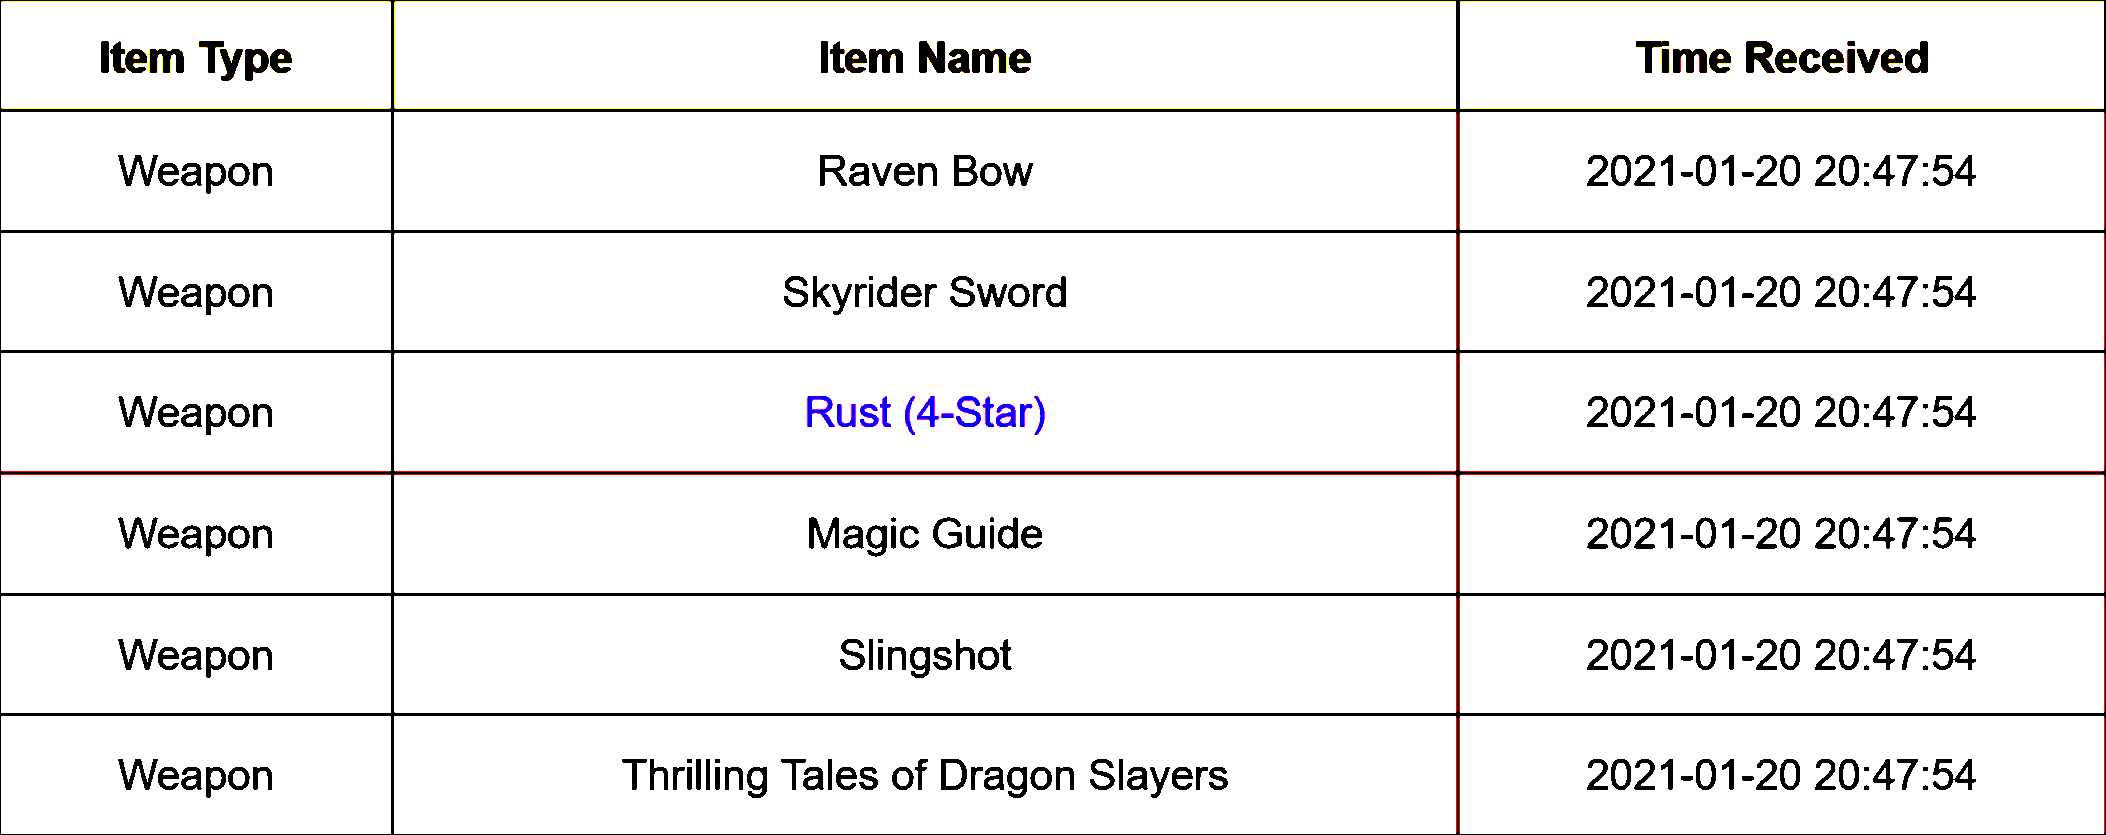 Item Type Item Name Time Received
Weapon Raven Bow 2021-01-20 20:47:54
Weapon Skyrider Sword 2021-01-20 20:47:54
Weapon Rust (4-Star) 2021-01-20 20:47:54
Weapon Magic Guide 2021-01-20 20:47:54
Weapon Slingshot 2021-01-20 20:47:54
Weapon Thrilling Tales of Dragon Slayers 2021-01-20 20:47:54